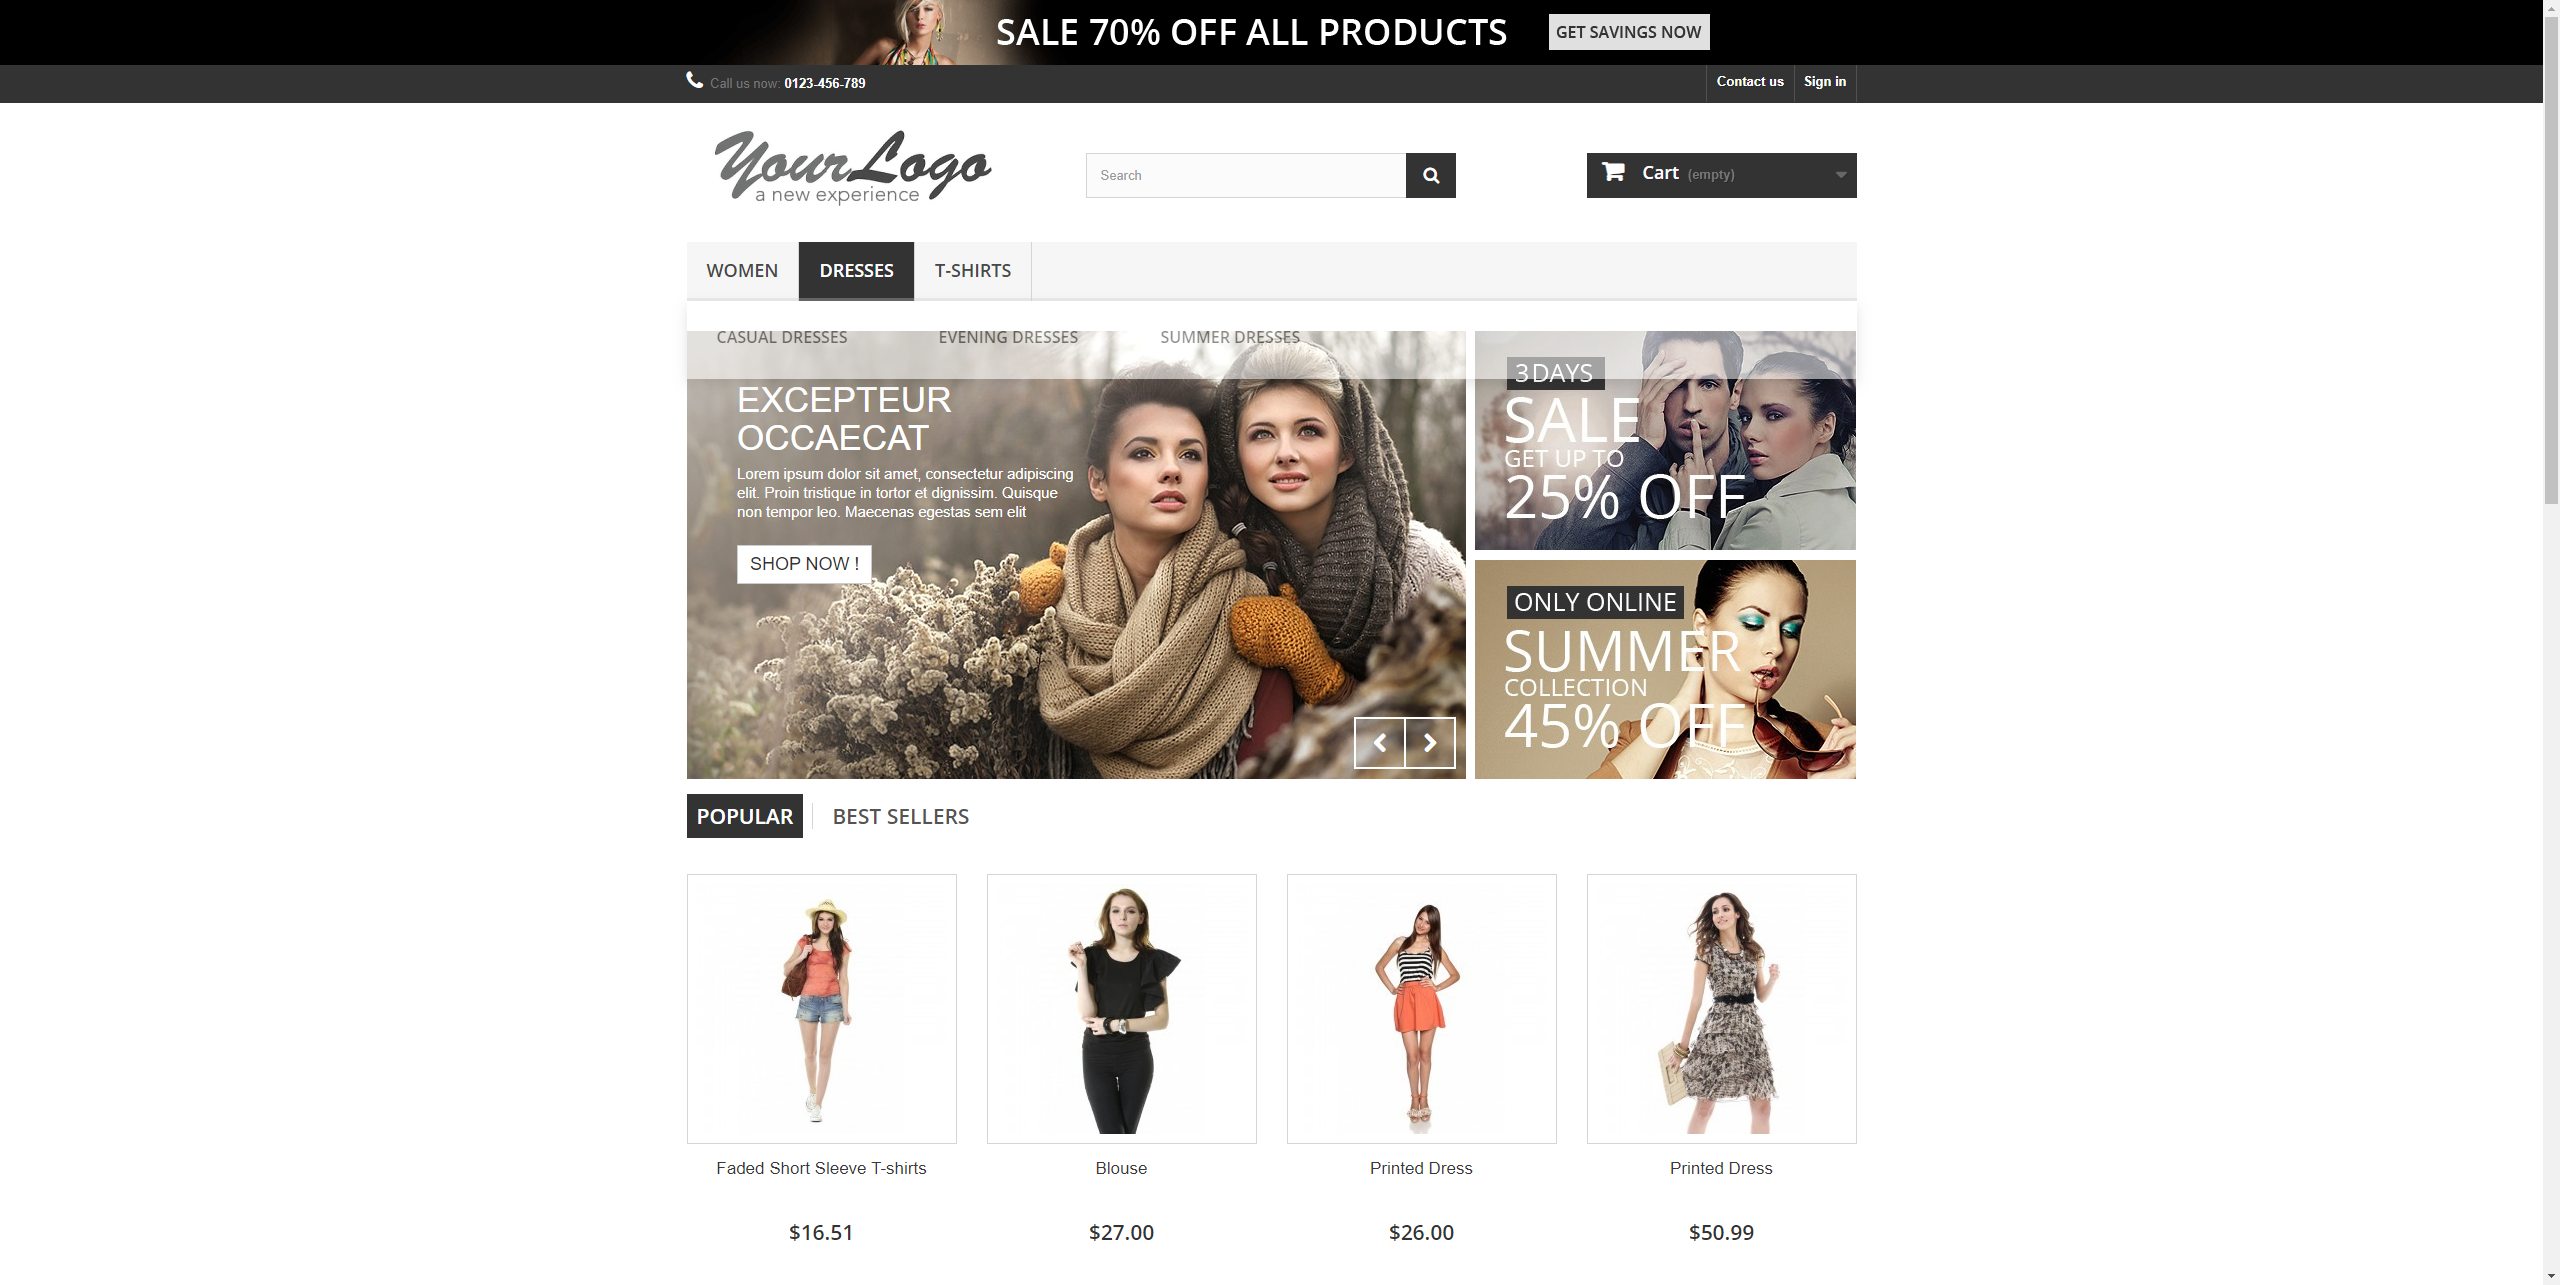 SALE 70% OFF ALL PRODUCTS
GET SAVINGS NOW
Call us now: 0123-456-789
Contact us
Sign in
YourLogo
a new experience
Search
Cart (empty)
WOMEN
DRESSES
T-SHIRTS
CASUAL DRESSES
EVENING DRESSES
SUMMER DRESSES
EXCEPTEUR
OCCAECAT
Lorem ipsum dolor sit amet, consectetur adipiscing
elit. Proin tristique in tortor et dignissim. Quisque
non tempor leo. Maecenas egestas sem elit
SHOP NOW !
3DAYS
SALE
GET UP TO
25% OFF
ONLY ONLINE
SUMMER
COLLECTION
45% OFF
POPULAR
BEST SELLERS
Faded Short Sleeve T-shirts
$16.51
Blouse
$27.00
Printed Dress
$26.00
Printed Dress
$50.99